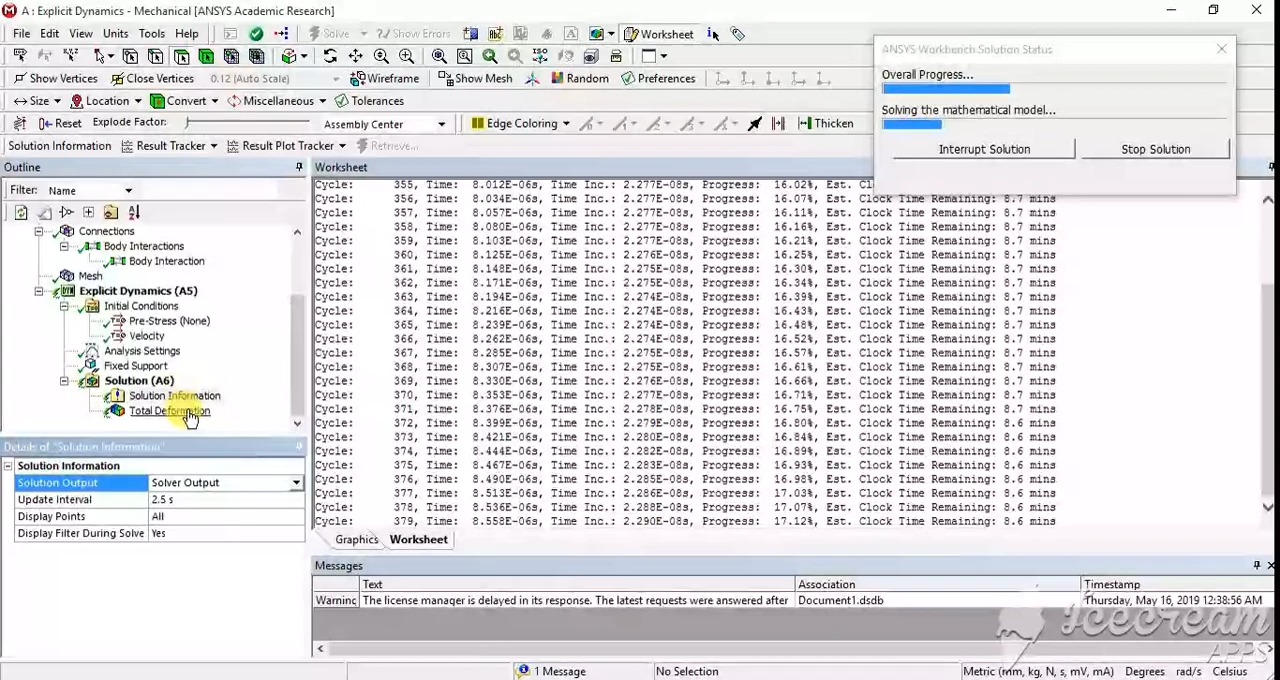 A : Explicit Dynamics - Mechanical [ANSYS Academic Research]
File Edit View Units Tools Help Solve Show Errors Worksheet
Show Vertices Close Vertices 0.12 (Auto Scale) Wireframe Show Mesh Random Preferences
Size Location Convert Miscellaneous Tolerances
Reset Explode Factor: Assembly Center Edge Coloring Thicken
Solution Information Result Tracker Result Plot Tracker Retrieve...
ANSYS Workbench Solution Status
Overall Progress...
Solving the mathematical model...
Interrupt Solution Stop Solution
Outline
Filter: Name
Connections
Body Interactions
Body Interaction
Mesh
Explicit Dynamics (A5)
Initial Conditions
Pre-Stress (None)
Velocity
Analysis Settings
Fixed Support
Solution (A6)
Solution Information
Total Deformation
Details of "Solution Information"
Solution Information
Solution Output Solver Output
Update Interval 2.5 s
Display Points All
Display Filter During Solve Yes
Worksheet
Cycle: 355, Time: 8.012E-06s, Time Inc.: 2.277E-08s, Progress: 16.02%, Est. Clock Time Remaining: 8.7 mins
Cycle: 356, Time: 8.034E-06s, Time Inc.: 2.277E-08s, Progress: 16.07%, Est. Clock Time Remaining: 8.7 mins
Cycle: 357, Time: 8.057E-06s, Time Inc.: 2.277E-08s, Progress: 16.11%, Est. Clock Time Remaining: 8.7 mins
Cycle: 358, Time: 8.080E-06s, Time Inc.: 2.277E-08s, Progress: 16.16%, Est. Clock Time Remaining: 8.7 mins
Cycle: 359, Time: 8.103E-06s, Time Inc.: 2.276E-08s, Progress: 16.21%, Est. Clock Time Remaining: 8.7 mins
Cycle: 360, Time: 8.125E-06s, Time Inc.: 2.276E-08s, Progress: 16.25%, Est. Clock Time Remaining: 8.7 mins
Cycle: 361, Time: 8.148E-06s, Time Inc.: 2.275E-08s, Progress: 16.30%, Est. Clock Time Remaining: 8.7 mins
Cycle: 362, Time: 8.171E-06s, Time Inc.: 2.275E-08s, Progress: 16.34%, Est. Clock Time Remaining: 8.7 mins
Cycle: 363, Time: 8.194E-06s, Time Inc.: 2.274E-08s, Progress: 16.39%, Est. Clock Time Remaining: 8.7 mins
Cycle: 364, Time: 8.216E-06s, Time Inc.: 2.274E-08s, Progress: 16.43%, Est. Clock Time Remaining: 8.7 mins
Cycle: 365, Time: 8.239E-06s, Time Inc.: 2.274E-08s, Progress: 16.48%, Est. Clock Time Remaining: 8.7 mins
Cycle: 366, Time: 8.262E-06s, Time Inc.: 2.274E-08s, Progress: 16.52%, Est. Clock Time Remaining: 8.7 mins
Cycle: 367, Time: 8.285E-06s, Time Inc.: 2.275E-08s, Progress: 16.57%, Est. Clock Time Remaining: 8.7 mins
Cycle: 368, Time: 8.307E-06s, Time Inc.: 2.275E-08s, Progress: 16.61%, Est. Clock Time Remaining: 8.7 mins
Cycle: 369, Time: 8.330E-06s, Time Inc.: 2.276E-08s, Progress: 16.66%, Est. Clock Time Remaining: 8.7 mins
Cycle: 370, Time: 8.353E-06s, Time Inc.: 2.277E-08s, Progress: 16.71%, Est. Clock Time Remaining: 8.7 mins
Cycle: 371, Time: 8.376E-06s, Time Inc.: 2.278E-08s, Progress: 16.75%, Est. Clock Time Remaining: 8.7 mins
Cycle: 372, Time: 8.399E-06s, Time Inc.: 2.279E-08s, Progress: 16.80%, Est. Clock Time Remaining: 8.6 mins
Cycle: 373, Time: 8.421E-06s, Time Inc.: 2.280E-08s, Progress: 16.84%, Est. Clock Time Remaining: 8.6 mins
Cycle: 374, Time: 8.444E-06s, Time Inc.: 2.282E-08s, Progress: 16.89%, Est. Clock Time Remaining: 8.6 mins
Cycle: 375, Time: 8.467E-06s, Time Inc.: 2.283E-08s, Progress: 16.93%, Est. Clock Time Remaining: 8.6 mins
Cycle: 376, Time: 8.490E-06s, Time Inc.: 2.285E-08s, Progress: 16.98%, Est. Clock Time Remaining: 8.6 mins
Cycle: 377, Time: 8.513E-06s, Time Inc.: 2.286E-08s, Progress: 17.03%, Est. Clock Time Remaining: 8.6 mins
Cycle: 378, Time: 8.536E-06s, Time Inc.: 2.288E-08s, Progress: 17.07%, Est. Clock Time Remaining: 8.6 mins
Cycle: 379, Time: 8.558E-06s, Time Inc.: 2.290E-08s, Progress: 17.12%, Est. Clock Time Remaining: 8.6 mins
Graphics Worksheet
Messages
Text Association Timestamp
Warning The license manager is delayed in its response. The latest requests were answered after Document1.dsdb Thursday, May 16, 2019 12:38:56 AM
Icecream
APPS
1 Message No Selection Metric (mm, kg, N, s, mV, mA) Degrees rad/s Celsius